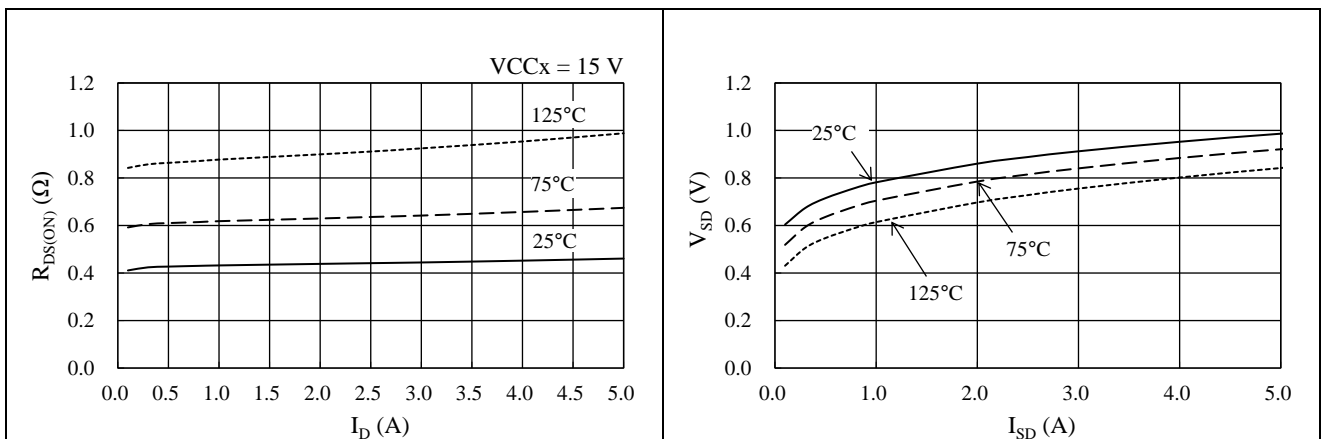 VCCx = 15 V
R_DS(ON) (Ω)
1.2
1.0
0.8
0.6
0.4
0.2
0.0
125°C
75°C
25°C
0.0 0.5 1.0 1.5 2.0 2.5 3.0 3.5 4.0 4.5 5.0
I_D (A)
V_SD (V)
1.2
1.0
0.8
0.6
0.4
0.2
0.0
25°C
75°C
125°C
0.0 1.0 2.0 3.0 4.0 5.0
I_SD (A)